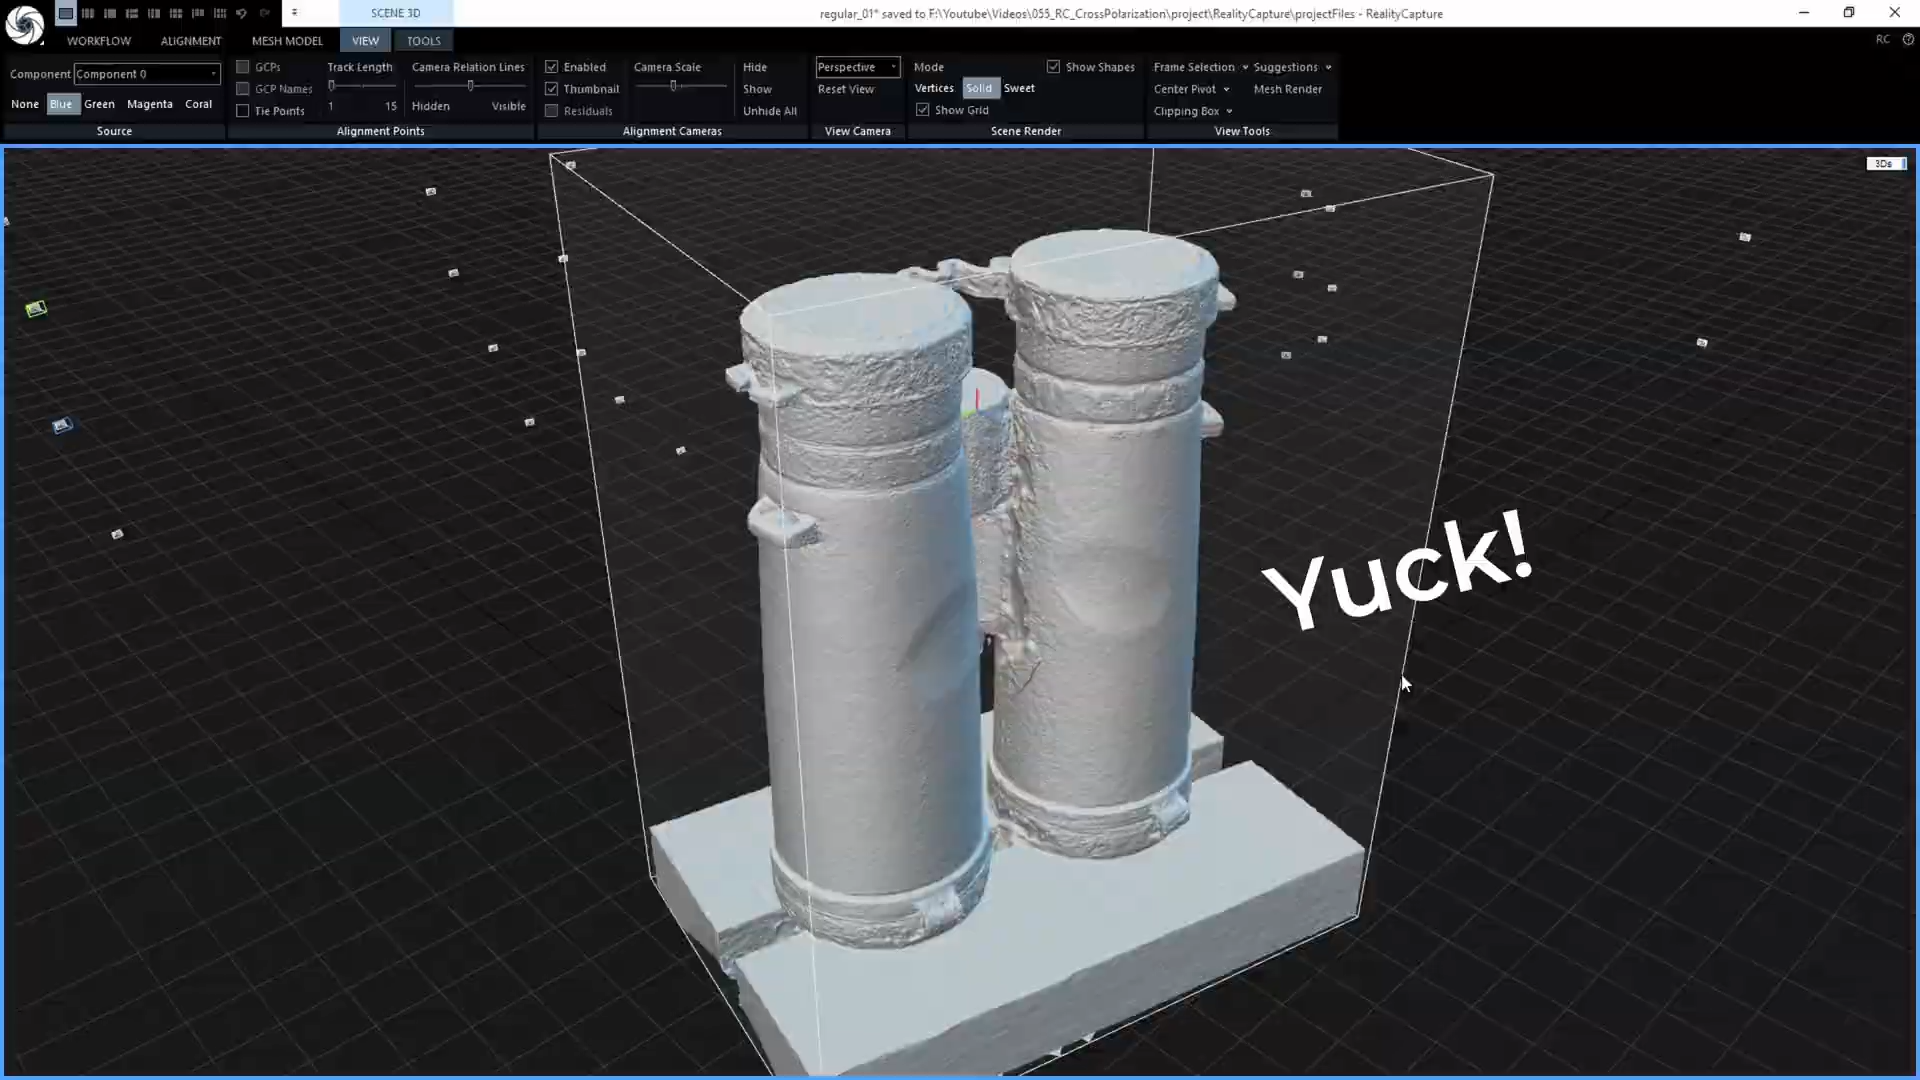 SCENE 3D
regular_01* saved to F:\Youtube\Videos\055_RC_CrossPolarization\project\RealityCapture\projectFiles - RealityCapture
WORKFLOW ALIGNMENT MESH MODEL VIEW TOOLS
RC
Component Component 0
None Blue Green Magenta Coral
Source
GCPs
GCP Names
Tie Points
Track Length
1 15
Camera Relation Lines
Hidden Visible
Alignment Points
Enabled
Thumbnail
Residuals
Camera Scale
Hide
Show
Unhide All
Alignment Cameras
Perspective
Reset View
View Camera
Mode
Vertices Solid Sweet
Show Grid
Show Shapes
Scene Render
Frame Selection
Center Pivot
Clipping Box
Suggestions
Mesh Render
View Tools
3Ds
Yuck!